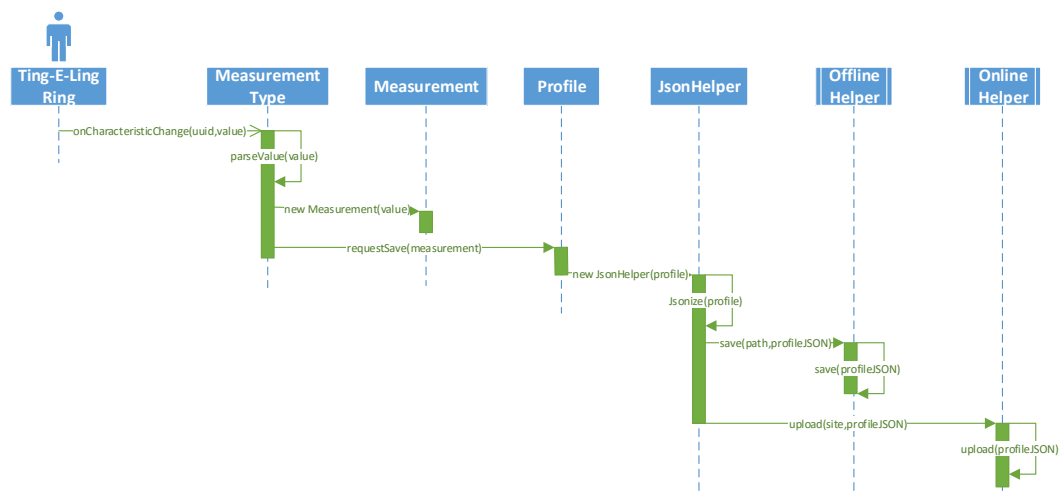 Ting-E-Ling
Ring
Measurement
Type
Measurement
Profile
JsonHelper
Offline
Helper
Online
Helper
onCharacteristicChange(uuid,value)
parseValue(value)
new Measurement(value)
requestSave(measurement)
new JsonHelper(profile)
Jsonize(profile)
save(path,profileJSON)
save(profileJSON)
upload(site,profileJSON)
upload(profileJSON)